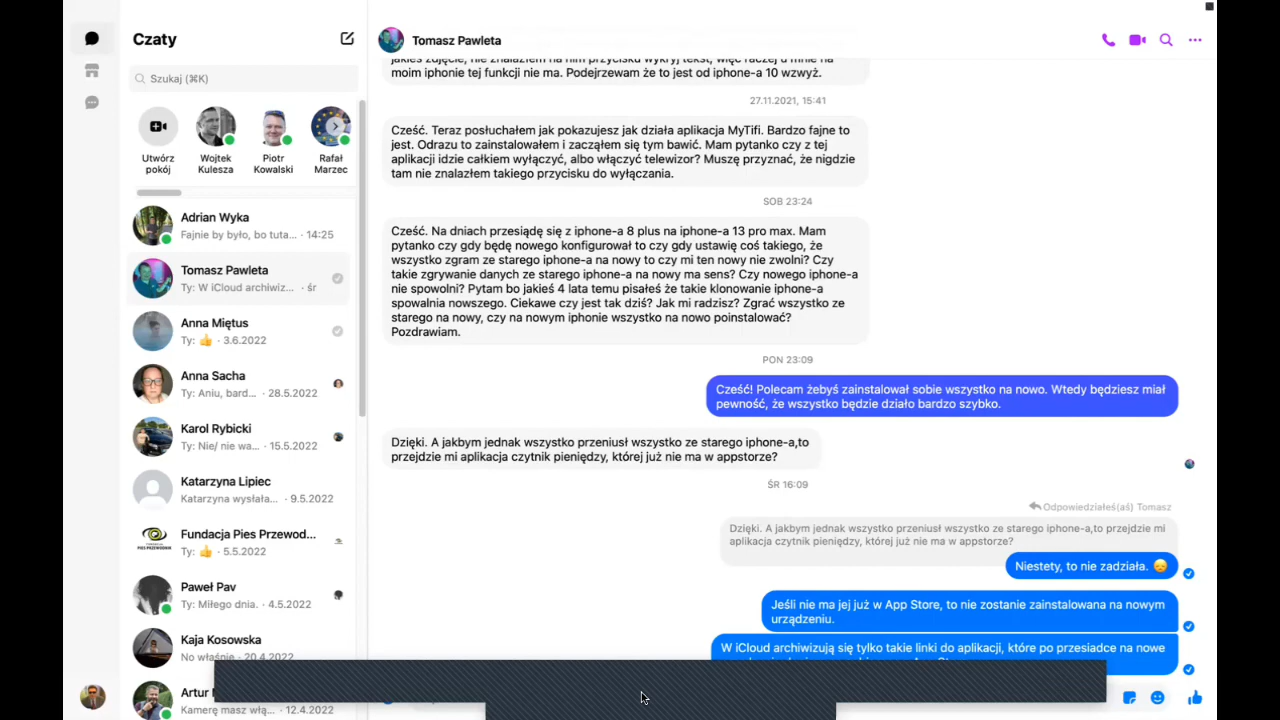 Czaty
Szukaj (⌘K)
Utwórz
pokój
Wojtek
Kulesza
Piotr
Kowalski
Rafał
Marzec
Adrian Wyka
Fajnie by było, bo tuta... · 14:25
Tomasz Pawleta
Ty: W iCloud archiwiz... · śr
Anna Miętus
Ty: 👍 · 3.6.2022
Anna Sacha
Ty: Aniu, bard... · 28.5.2022
Karol Rybicki
Ty: Nie/ nie wa... · 15.5.2022
Katarzyna Lipiec
Katarzyna wysłała... · 9.5.2022
Fundacja Pies Przewod...
Ty: 👍 · 5.5.2022
Paweł Pav
Ty: Miłego dnia. · 4.5.2022
Kaja Kosowska
No właśnie · 20.4.2022
Artur
Kamerę masz włą... · 12.4.2022
Tomasz Pawleta
jakieś zdjęcie, nie znalazłem na nim przycisku wykryj tekst, więc raczej u mnie na
moim iphonie tej funkcji nie ma. Podejrzewam że to jest od iphone-a 10 wzwyż.
27.11.2021, 15:41
Cześć. Teraz posłuchałem jak pokazujesz jak działa aplikacja MyTifi. Bardzo fajne to
jest. Odrazu to zainstalowałem i zacząłem się tym bawić. Mam pytanko czy z tej
aplikacji idzie całkiem wyłączyć, albo włączyć telewizor? Muszę przyznać, że nigdzie
tam nie znalazłem takiego przycisku do wyłączania.
SOB 23:24
Cześć. Na dniach przesiądę się z iphone-a 8 plus na iphone-a 13 pro max. Mam
pytanko czy gdy będę nowego konfigurował to czy gdy ustawię coś takiego, że
wszystko zgram ze starego iphone-a na nowy to czy mi ten nowy nie zwolni? Czy
takie zgrywanie danych ze starego iphone-a na nowy ma sens? Czy nowego iphone-a
nie spowolni? Pytam bo jakieś 4 lata temu pisałeś że takie klonowanie iphone-a
spowalnia nowszego. Ciekawe czy jest tak dziś? Jak mi radzisz? Zgrać wszystko ze
starego na nowy, czy na nowym iphonie wszystko na nowo poinstalować?
Pozdrawiam.
PON 23:09
Cześć! Polecam żebyś zainstalował sobie wszystko na nowo. Wtedy będziesz miał
pewność, że wszystko będzie działo bardzo szybko.
Dzięki. A jakbym jednak wszystko przeniusł wszystko ze starego iphone-a,to
przejdzie mi aplikacja czytnik pieniędzy, której już nie ma w appstorze?
ŚR 16:09
Odpowiedziałeś(aś) Tomasz
Dzięki. A jakbym jednak wszystko przeniusł wszystko ze starego iphone-a,to przejdzie mi
aplikacja czytnik pieniędzy, której już nie ma w appstorze?
Niestety, to nie zadziała. 😞
Jeśli nie ma jej już w App Store, to nie zostanie zainstalowana na nowym
urządzeniu.
W iCloud archiwizują się tylko takie linki do aplikacji, które po przesiadce na nowe